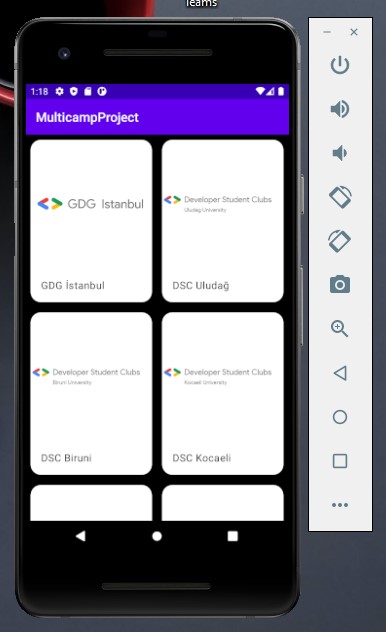 Teams
1:18
MulticampProject
GDG Istanbul
GDG İstanbul
Developer Student Clubs
Uludag University
DSC Uludağ
Developer Student Clubs
Biruni University
DSC Biruni
Developer Student Clubs
Kocaeli University
DSC Kocaeli